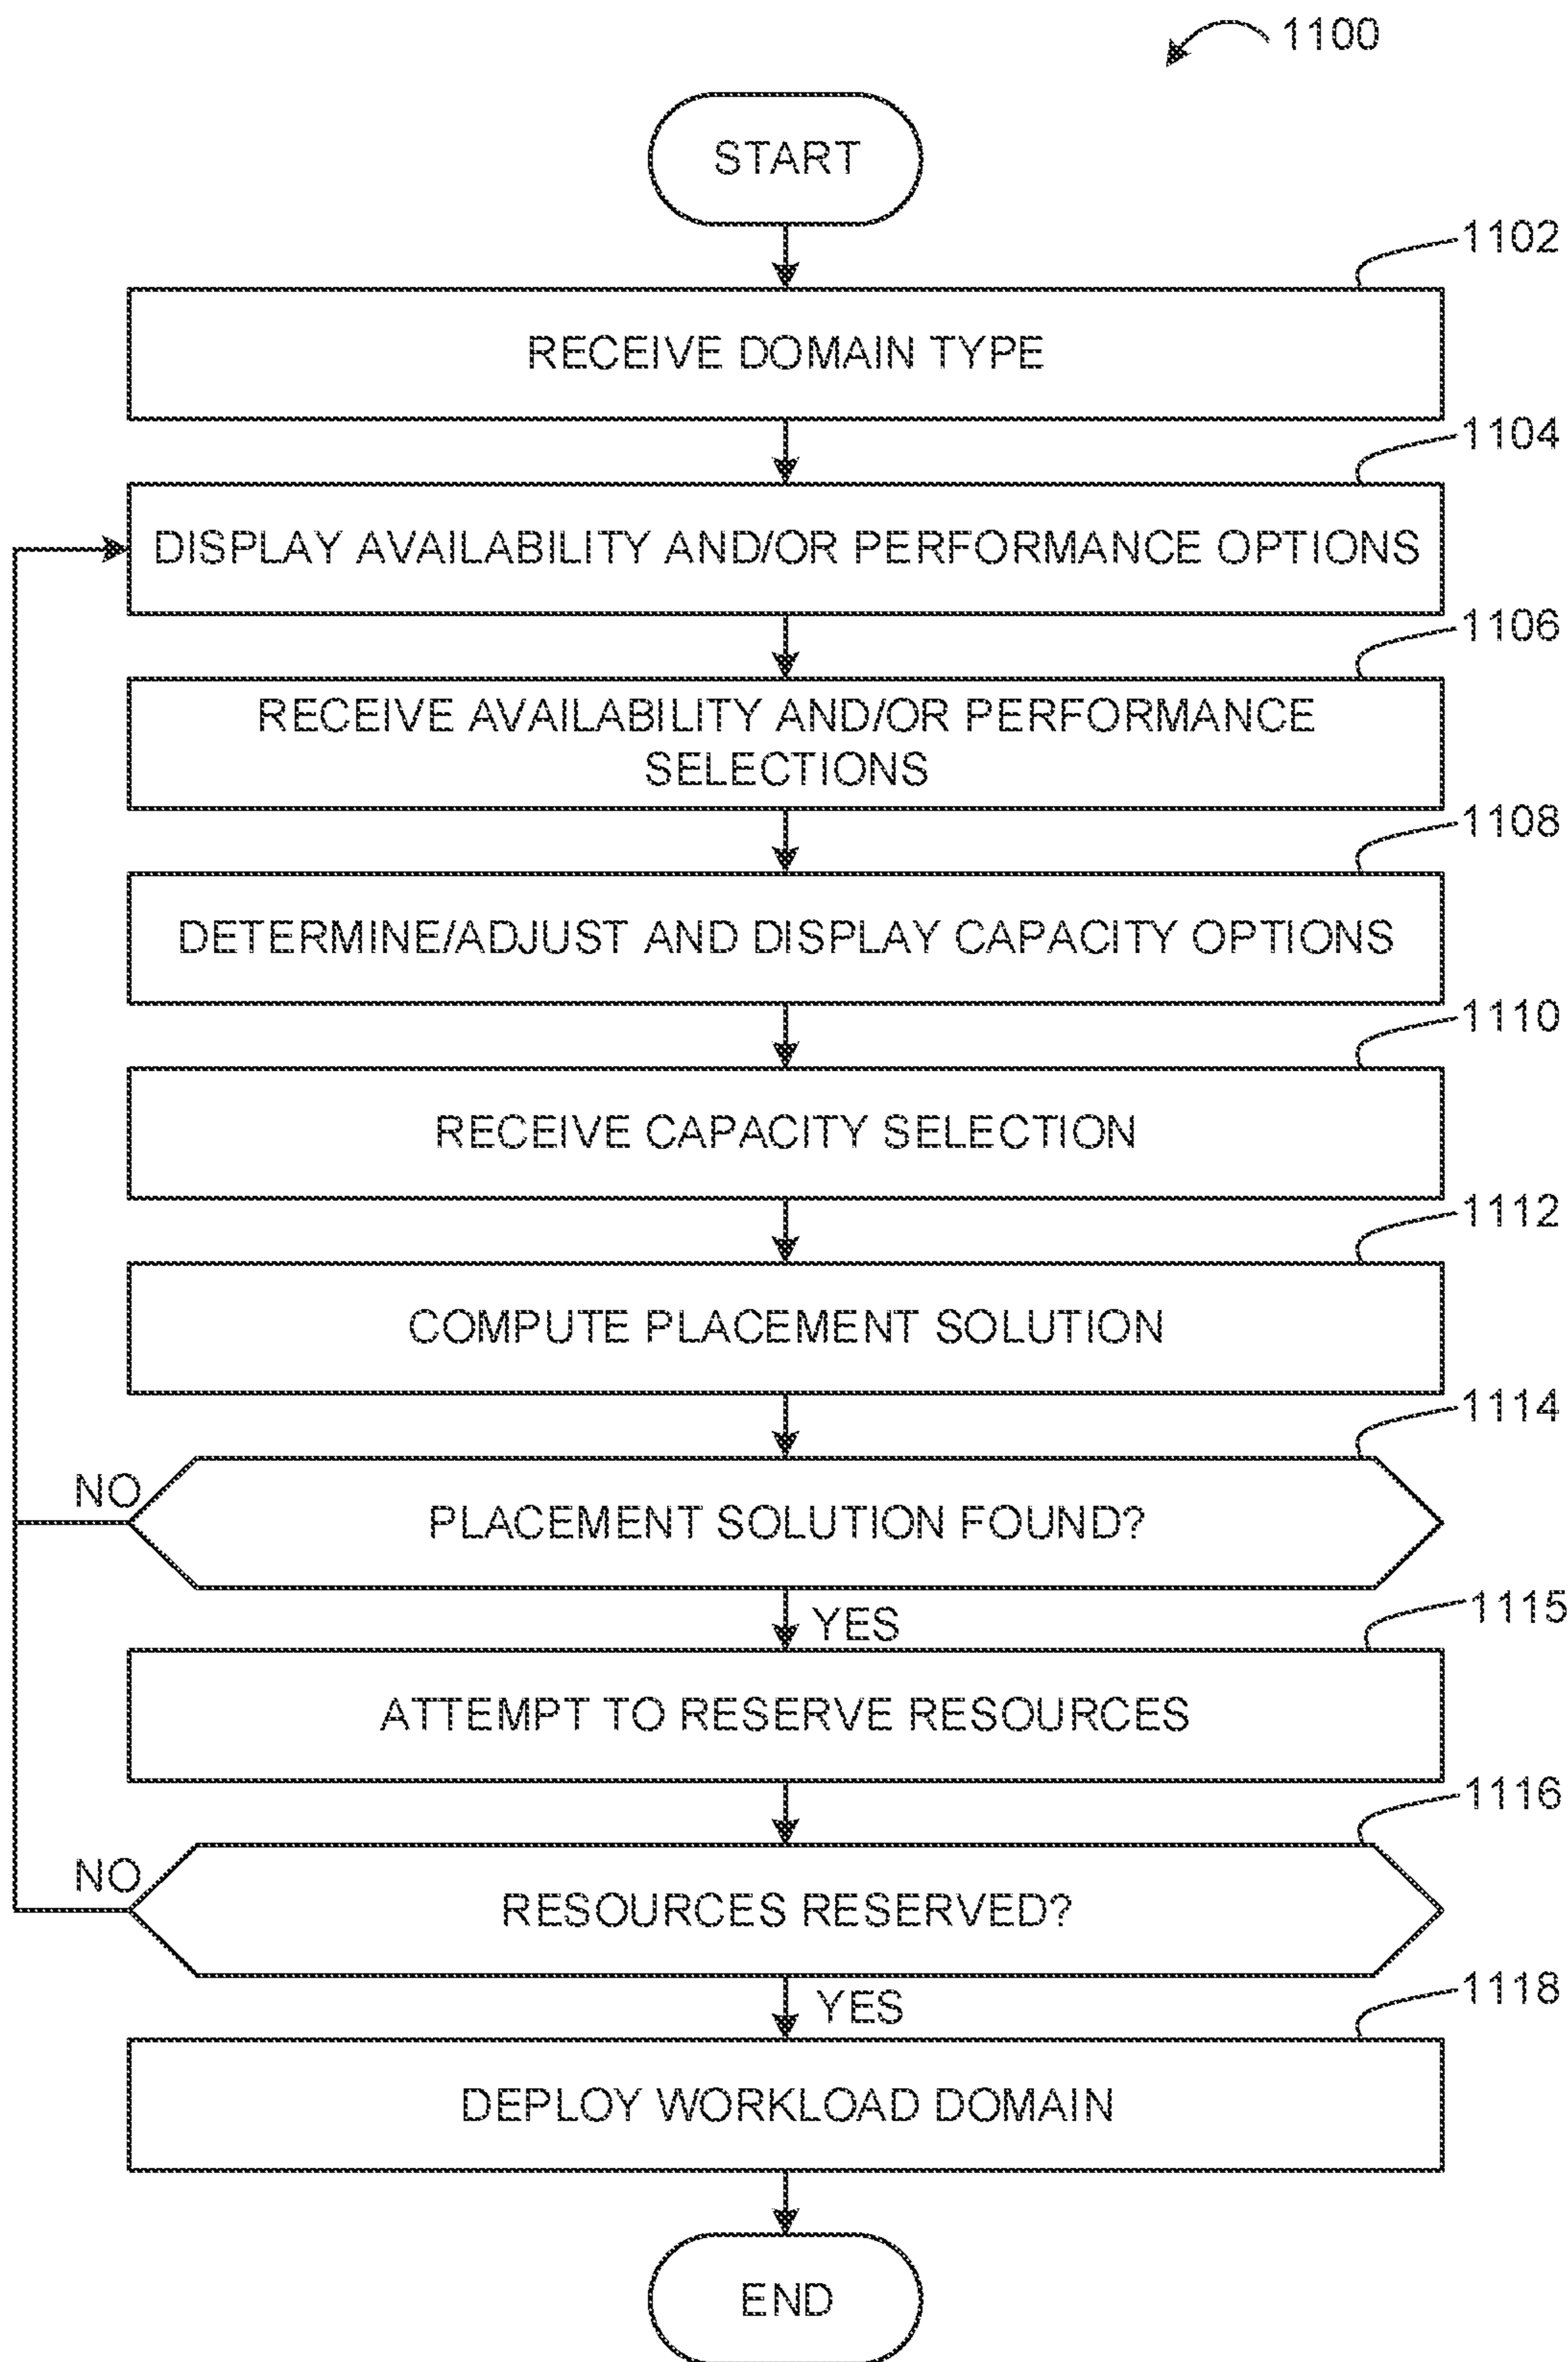 1100
START
1102
RECEIVE DOMAIN TYPE
1104
DISPLAY AVAILABILITY AND/OR PERFORMANCE OPTIONS
1106
RECEIVE AVAILABILITY AND/OR PERFORMANCE
SELECTIONS
1108
DETERMINE/ADJUST AND DISPLAY CAPACITY OPTIONS
1110
RECEIVE CAPACITY SELECTION
1112
COMPUTE PLACEMENT SOLUTION
1114
NO
PLACEMENT SOLUTION FOUND?
YES
1115
ATTEMPT TO RESERVE RESOURCES
1116
NO
RESOURCES RESERVED?
YES
1118
DEPLOY WORKLOAD DOMAIN
END